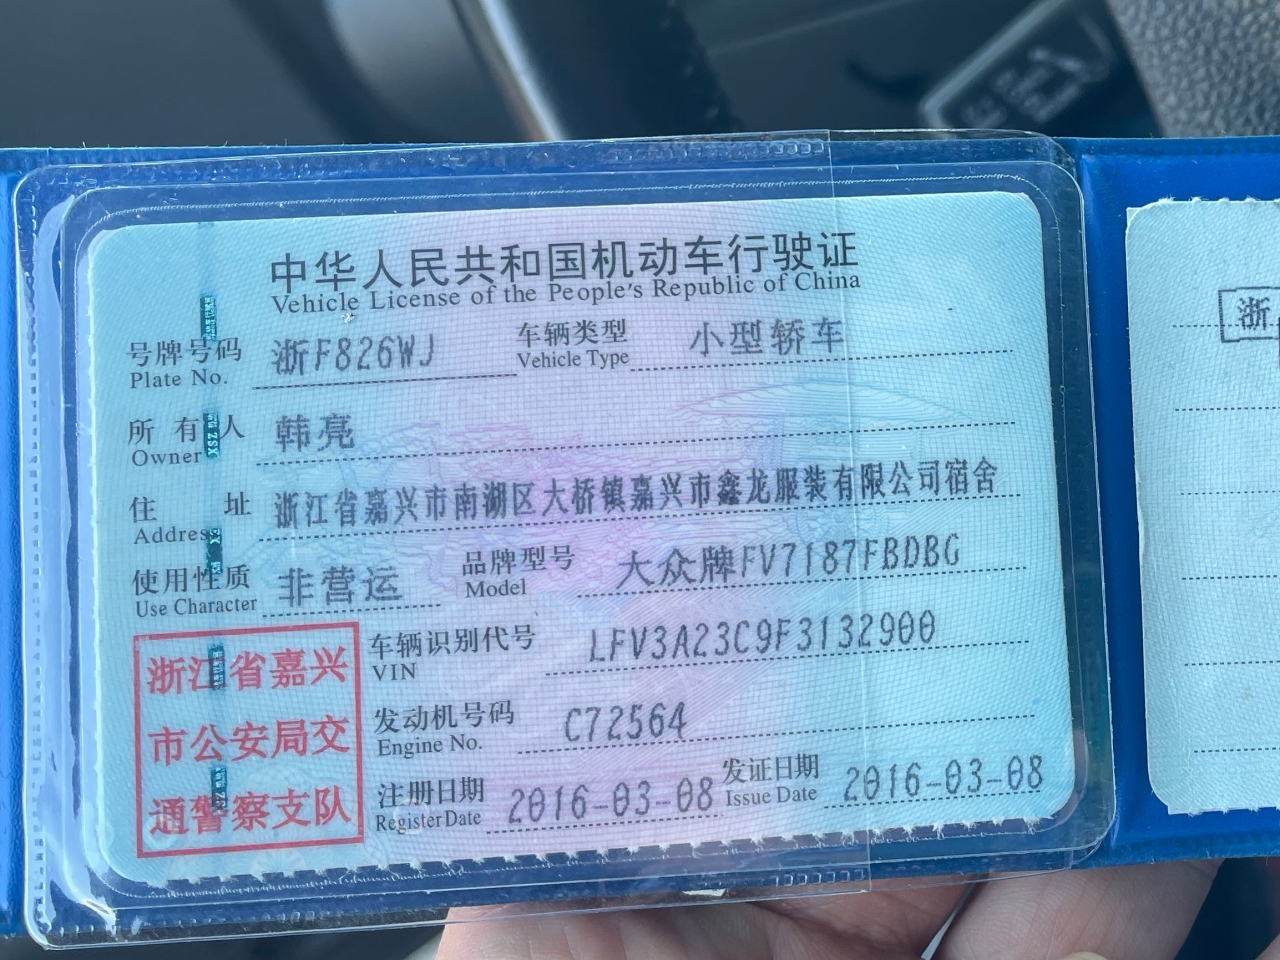 中华人民共和国机动车行驶证
Vehicle License of the People's Republic of China
号牌号码 浙F826WJ 车辆类型 小型轿车
Plate No. Vehicle Type
所有人 韩亮
Owner
住址 浙江省嘉兴市南湖区大桥镇嘉兴市鑫龙服装有限公司宿舍
Address
使用性质 非营运 品牌型号 大众牌FV7187FBDBG
Use Character Model
浙江省嘉兴
市公安局交
通警察支队
车辆识别代号 LFV3A23C9F3132900
VIN
发动机号码 C72564
Engine No.
注册日期 2016-03-08 发证日期 2016-03-08
Register Date Issue Date
浙